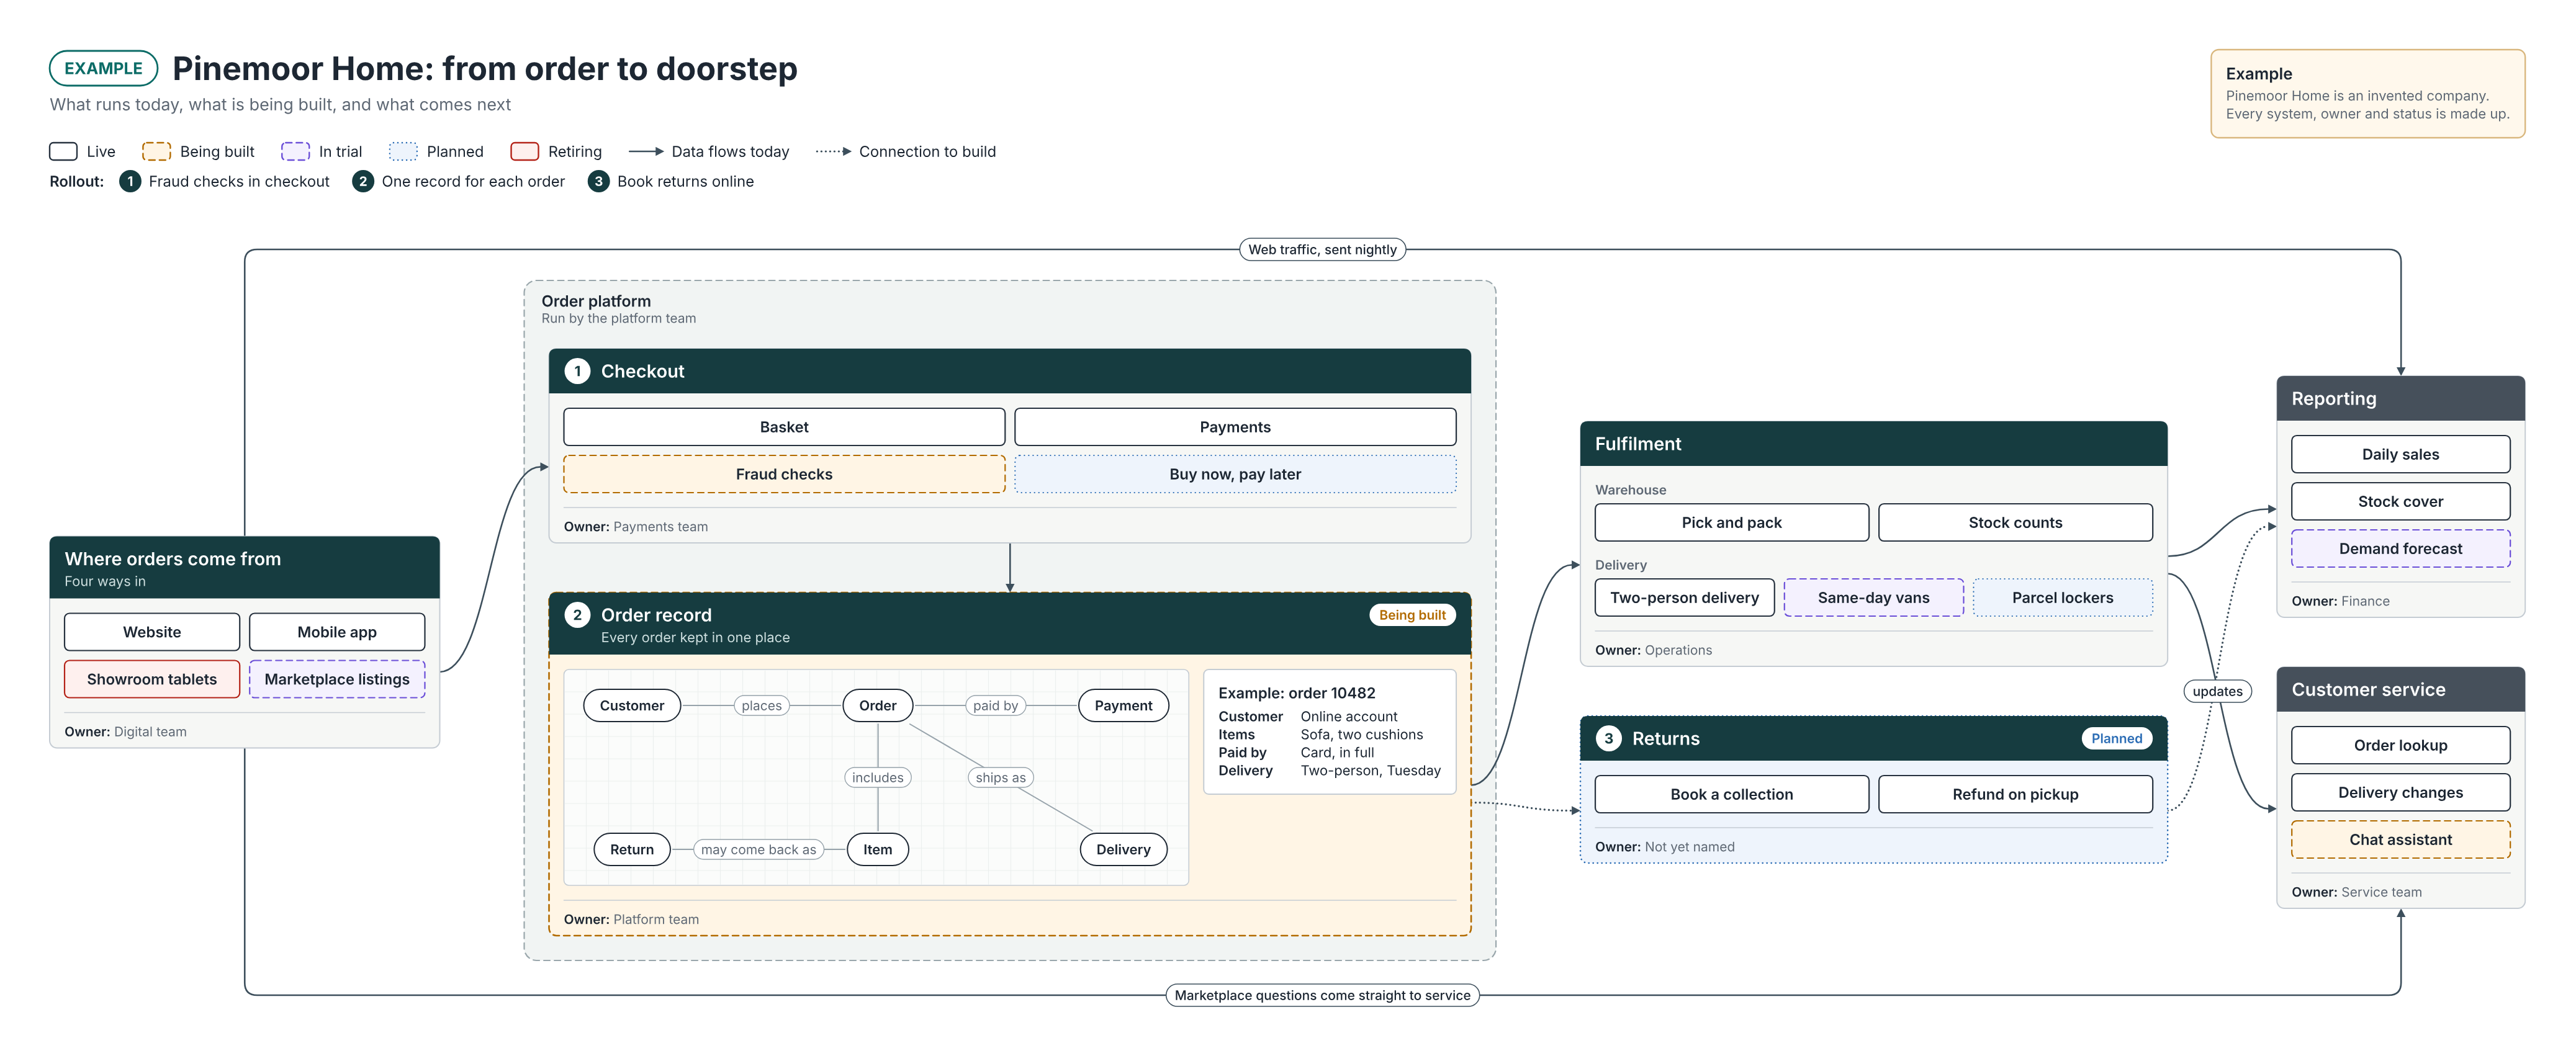 EXAMPLE
Pinemoor Home: from order to doorstep
What runs today, what is being built, and what comes next
Example
Pinemoor Home is an invented company.
Every system, owner and status is made up.
Live
Being built
In trial
Planned
Retiring
Data flows today
Connection to build
Rollout:
1 Fraud checks in checkout
2 One record for each order
3 Book returns online
Web traffic, sent nightly
Where orders come from
Four ways in
Website
Mobile app
Showroom tablets
Marketplace listings
Owner: Digital team
Order platform
Run by the platform team
1 Checkout
Basket
Payments
Fraud checks
Buy now, pay later
Owner: Payments team
2 Order record
Every order kept in one place
Being built
Customer
places
Order
paid by
Payment
includes
ships as
Return
may come back as
Item
Delivery
Example: order 10482
Customer Online account
Items Sofa, two cushions
Paid by Card, in full
Delivery Two-person, Tuesday
Owner: Platform team
Fulfilment
Warehouse
Pick and pack
Stock counts
Delivery
Two-person delivery
Same-day vans
Parcel lockers
Owner: Operations
3 Returns
Planned
Book a collection
Refund on pickup
Owner: Not yet named
updates
Reporting
Daily sales
Stock cover
Demand forecast
Owner: Finance
Customer service
Order lookup
Delivery changes
Chat assistant
Owner: Service team
Marketplace questions come straight to service